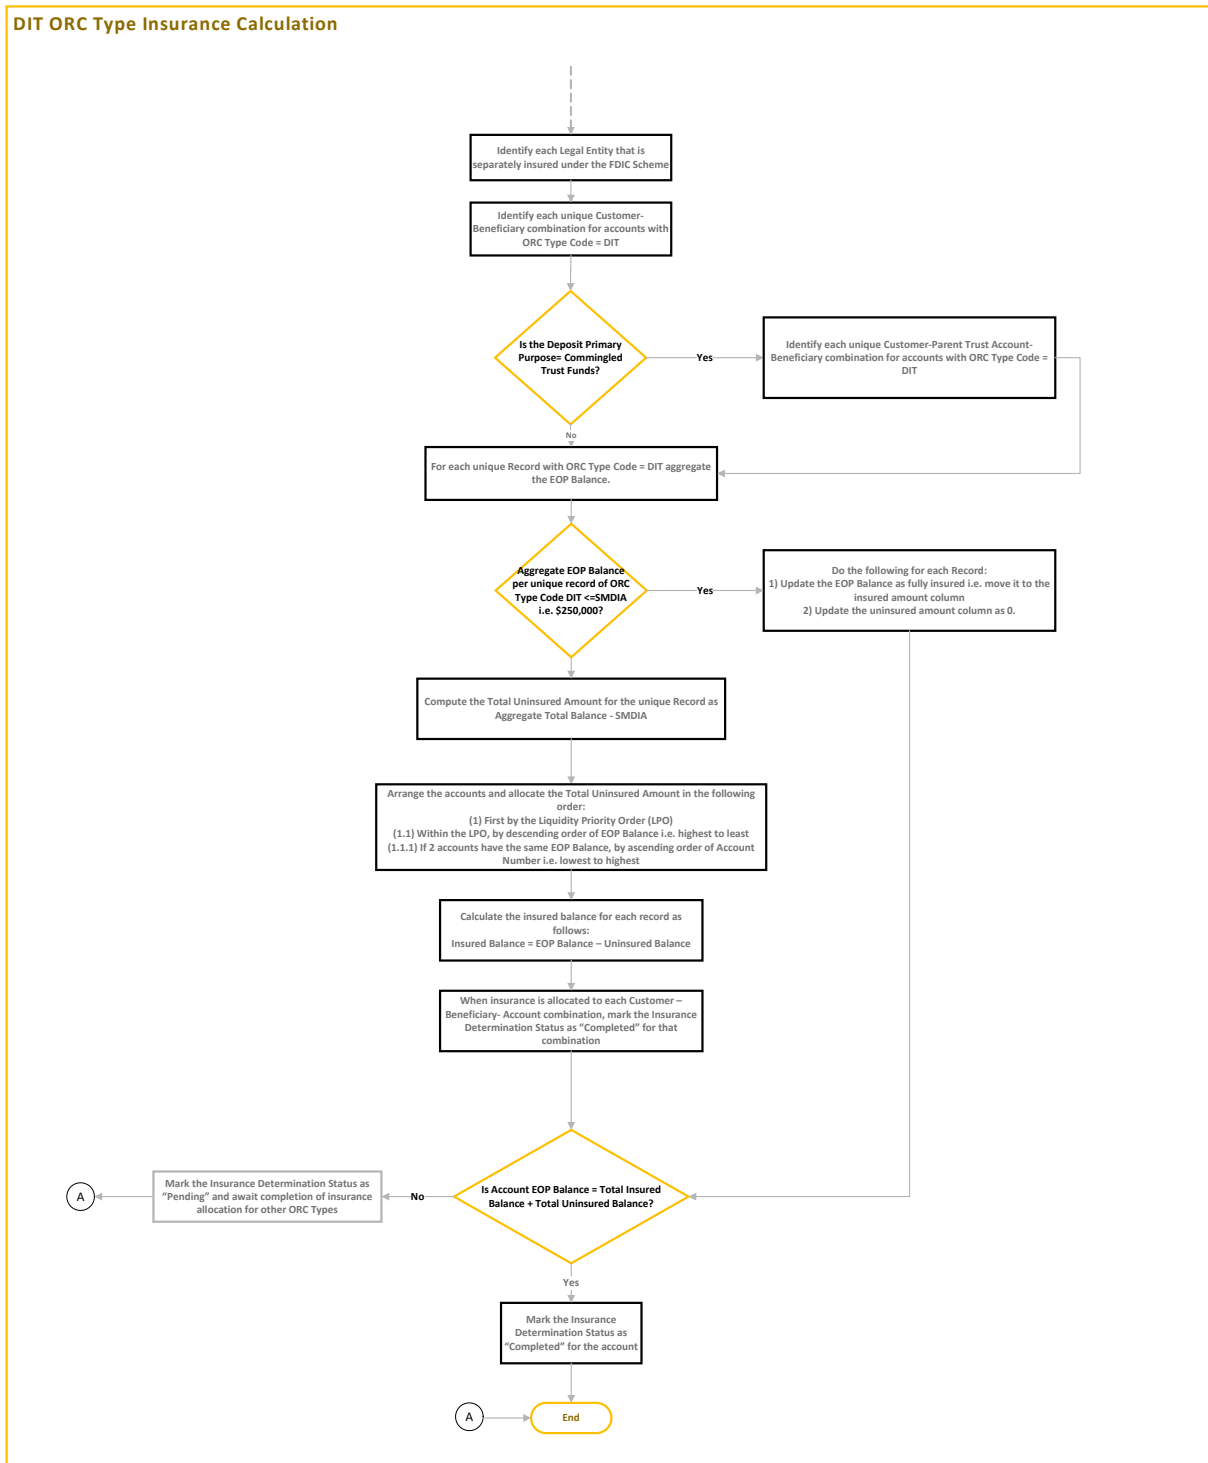 DIT ORC Type Insurance Calculation
Identify each Legal Entity that is
separately insured under the FDIC Scheme
Identify each unique Customer-
Beneficiary combination for accounts with
ORC Type Code = DIT
Is the Deposit Primary
Purpose= Commingled
Trust Funds?
Yes
Identify each unique Customer-Parent Trust Account-
Beneficiary combination for accounts with ORC Type Code =
DIT
No
For each unique Record with ORC Type Code = DIT aggregate
the EOP Balance.
Aggregate EOP Balance
per unique record of ORC
Type Code DIT <=SMDIA
i.e. $250,000?
Yes
Do the following for each Record:
1) Update the EOP Balance as fully insured i.e. move it to the
insured amount column
2) Update the uninsured amount column as 0.
Compute the Total Uninsured Amount for the unique Record as
Aggregate Total Balance - SMDIA
Arrange the accounts and allocate the Total Uninsured Amount in the following
order:
(1) First by the Liquidity Priority Order (LPO)
(1.1) Within the LPO, by descending order of EOP Balance i.e. highest to least
(1.1.1) If 2 accounts have the same EOP Balance, by ascending order of Account
Number i.e. lowest to highest
Calculate the insured balance for each record as
follows:
Insured Balance = EOP Balance – Uninsured Balance
When insurance is allocated to each Customer –
Beneficiary- Account combination, mark the Insurance
Determination Status as “Completed” for that
combination
Is Account EOP Balance = Total Insured
Balance + Total Uninsured Balance?
No
Mark the Insurance Determination Status as
“Pending” and await completion of insurance
allocation for other ORC Types
A
Yes
Mark the Insurance
Determination Status as
“Completed” for the account
A
End